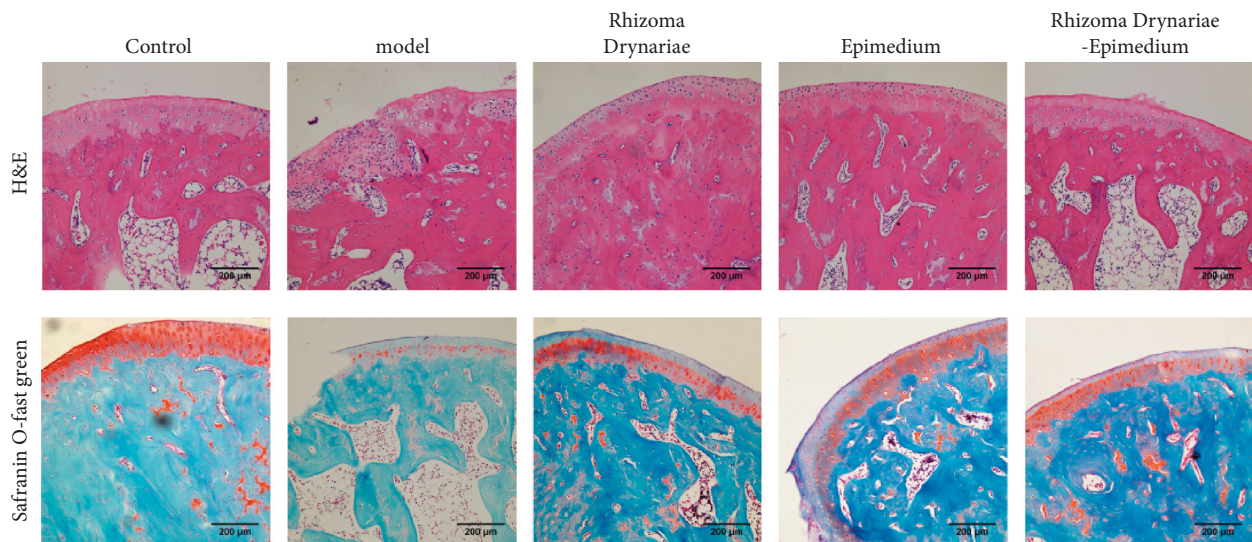 Control
model
Rhizoma
Drynariae
Epimedium
Rhizoma Drynariae
-Epimedium
H&E
200 μm
200 μm
200 μm
200 μm
200 μm
Safranin O-fast green
200 μm
200 μm
200 μm
200 μm
200 μm